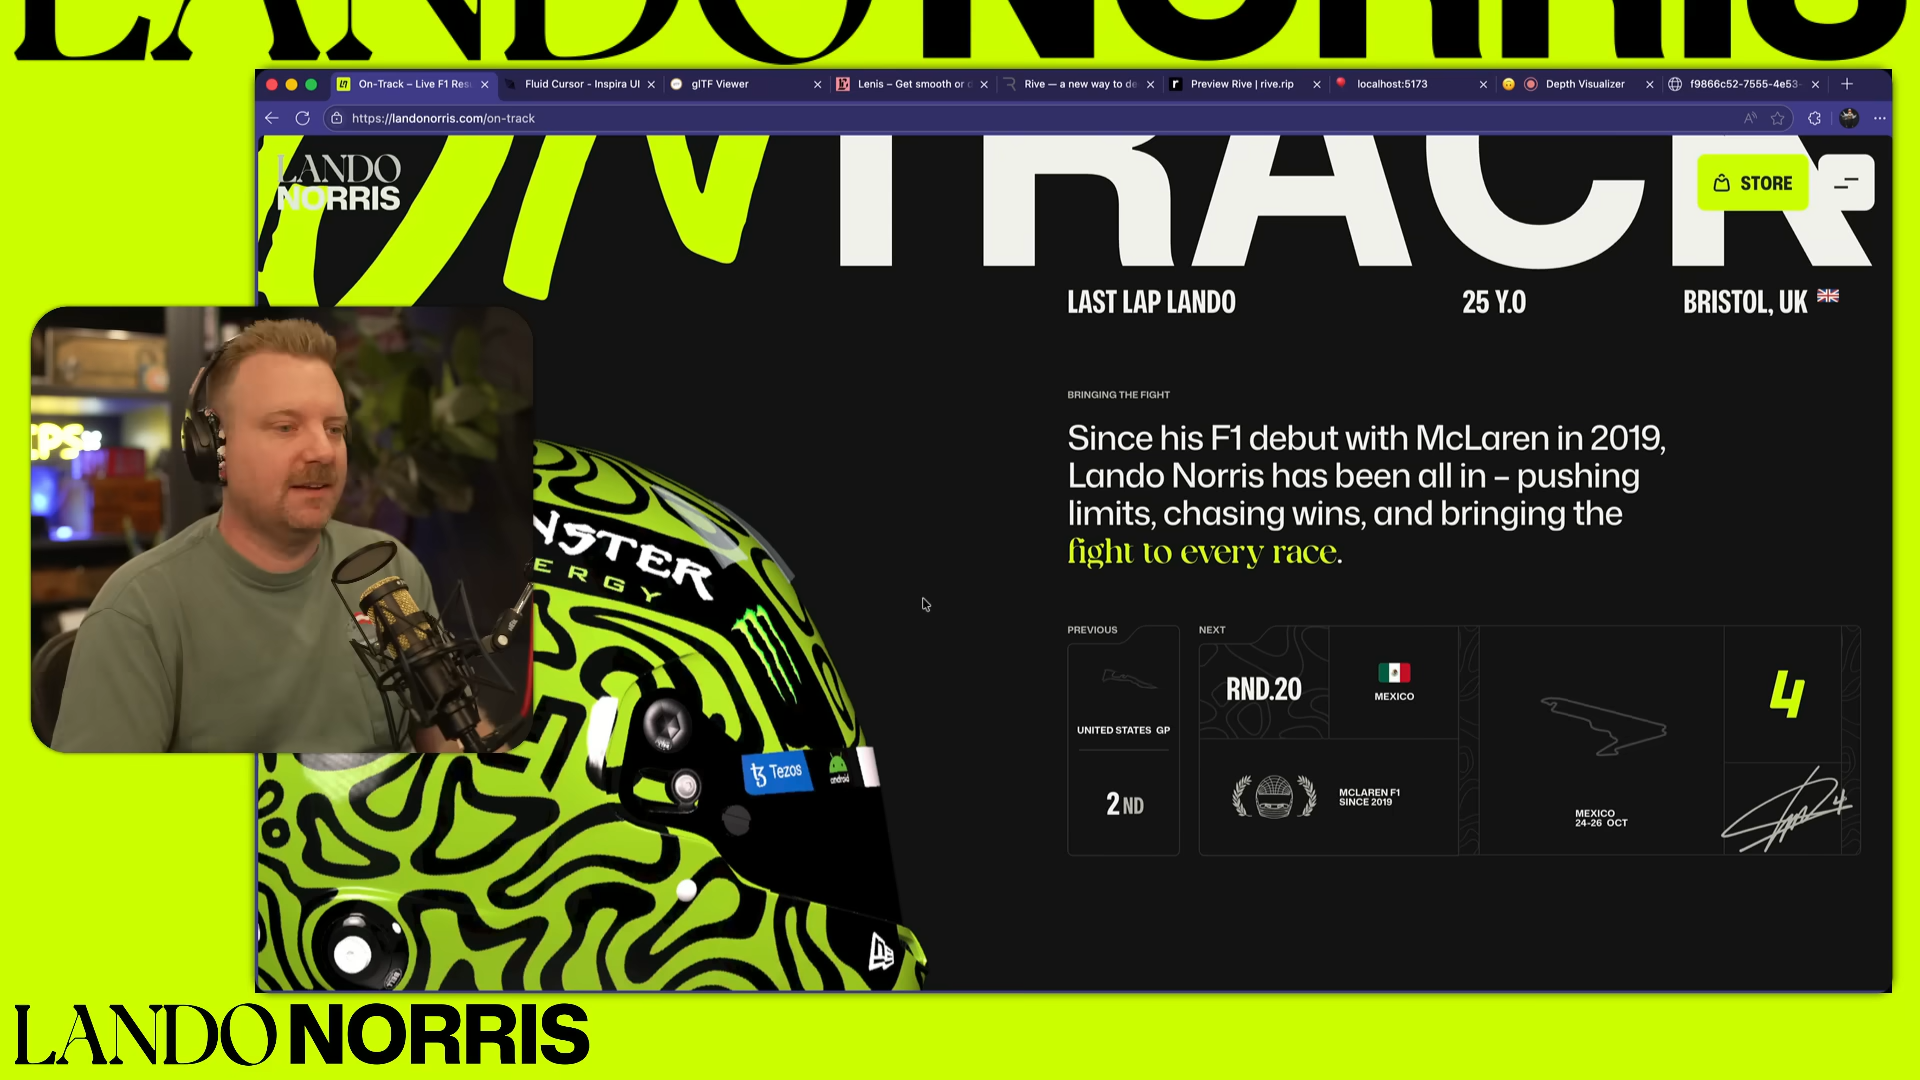 LANDO NORRIS
On-Track – Live F1 Res
Fluid Cursor - Inspira UI
glTF Viewer
Lenis – Get smooth or d
Rive — a new way to de
Preview Rive | rive.rip
localhost:5173
Depth Visualizer
f9866c52-7555-4e53-
https://landonorris.com/on-track
ON TRACK
LANDO
NORRIS
STORE
LAST LAP LANDO
25 Y.O
BRISTOL, UK
BRINGING THE FIGHT
Since his F1 debut with McLaren in 2019,
Lando Norris has been all in – pushing
limits, chasing wins, and bringing the
fight to every race.
NSTER
ERGY
Tezos
android
PREVIOUS
UNITED STATES GP
2 ND
NEXT
RND.20
MEXICO
MCLAREN F1
SINCE 2019
MEXICO
24-26 OCT
4
LANDO NORRIS